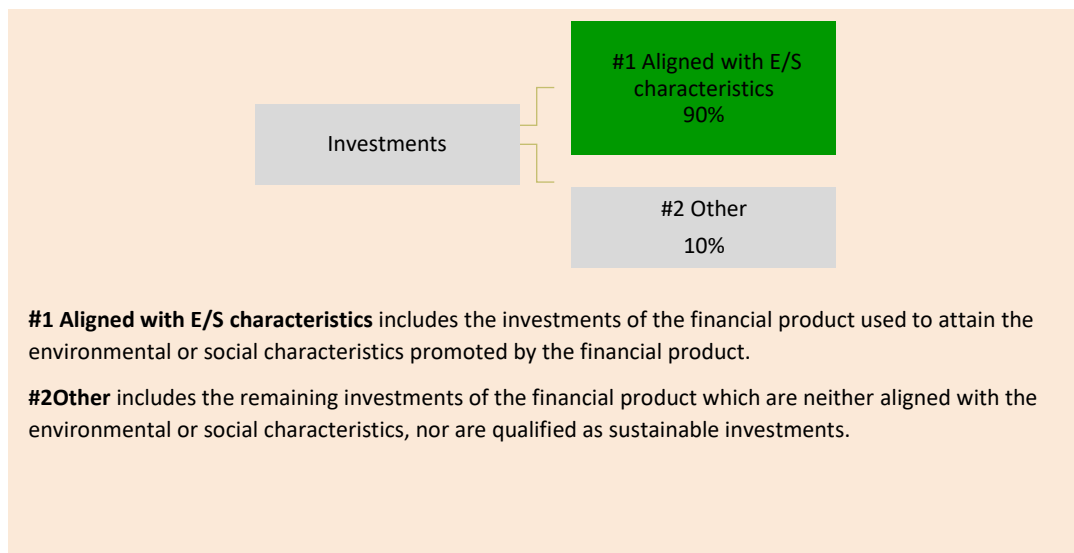 #1 Aligned with E/S
characteristics
90%
Investments
#2 Other
10%
#1 Aligned with E/S characteristics includes the investments of the financial product used to attain the
environmental or social characteristics promoted by the financial product.
#2Other includes the remaining investments of the financial product which are neither aligned with the
environmental or social characteristics, nor are qualified as sustainable investments.